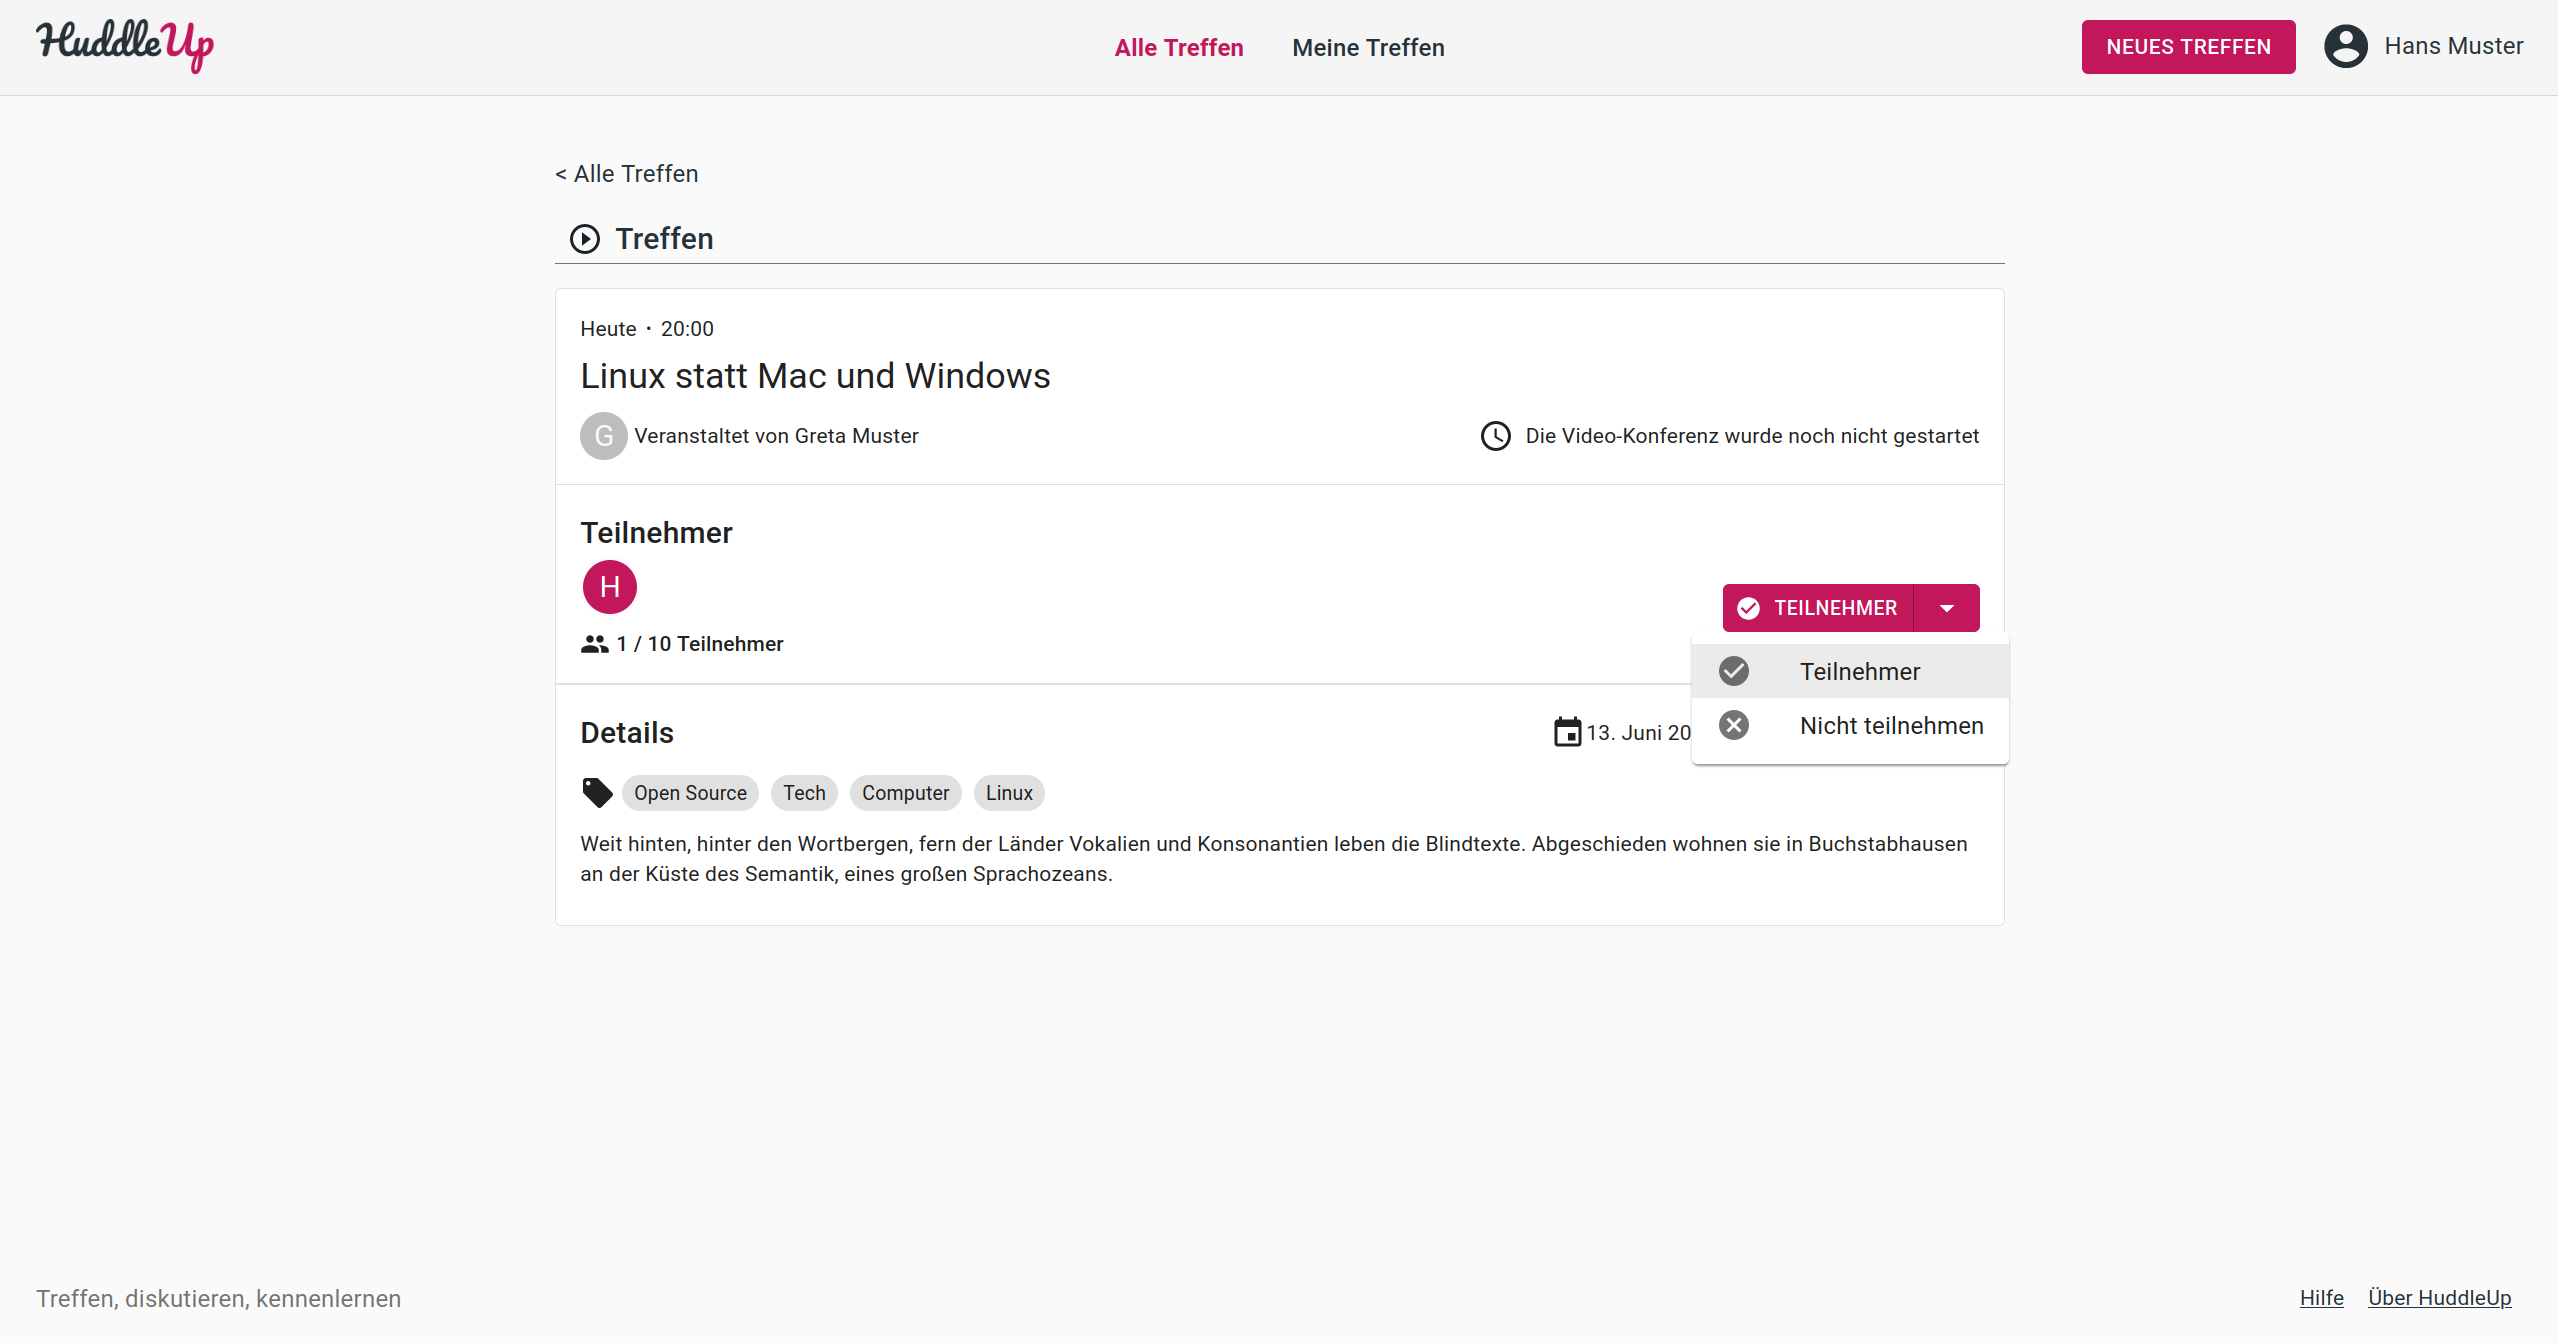 HuddleUp
Alle Treffen
Meine Treffen
NEUES TREFFEN
Hans Muster
< Alle Treffen
Treffen
Heute · 20:00
Linux statt Mac und Windows
G
Veranstaltet von Greta Muster
Die Video-Konferenz wurde noch nicht gestartet
Teilnehmer
H
1 / 10 Teilnehmer
TEILNEHMER
Teilnehmer
Nicht teilnehmen
Details
13. Juni 20
Open Source
Tech
Computer
Linux
Weit hinten, hinter den Wortbergen, fern der Länder Vokalien und Konsonantien leben die Blindtexte. Abgeschieden wohnen sie in Buchstabhausen
an der Küste des Semantik, eines großen Sprachozeans.
Treffen, diskutieren, kennenlernen
Hilfe
Über HuddleUp